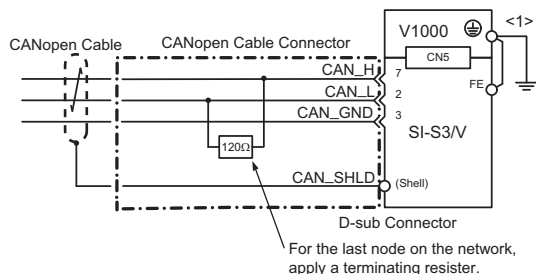 <1>
V1000
CANopen Cable
CANopen Cable Connector
CN5
CAN_H
7
FE
CAN_L
2
CAN_GND
3
SI-S3/V
120Ω
CAN_SHLD
(Shell)
D-sub Connector
For the last node on the network,
apply a terminating resister.